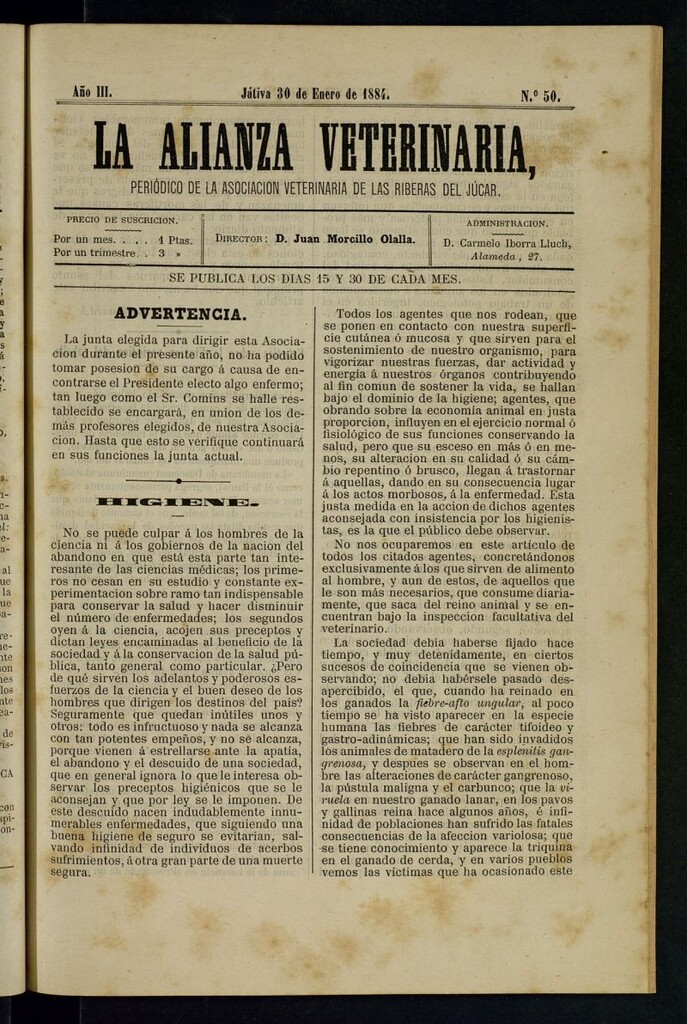 Año III.
Játiva 30 de Enero de 1884.
N.º 50.
LA ALIANZA VETERINARIA,
PERIÓDICO DE LA ASOCIACION VETERINARIA DE LAS RIBERAS DEL JÚCAR.
PRECIO DE SUSCRICION.
Por un mes. . . . 1 Ptas.
Por un trimestre. . 3 »
DIRECTOR: D. Juan Morcillo Olalla.
ADMINISTRACION.
D. Carmelo Iborra Lluch,
Alameda, 27.
SE PUBLICA LOS DIAS 15 Y 30 DE CADA MES.
ADVERTENCIA.
La junta elegida para dirigir esta Asocia-
cion durante el presente año, no ha podido
tomar posesion de su cargo á causa de en-
contrarse el Presidente electo algo enfermo;
tan luego como el Sr. Comins se halle res-
tablecido se encargará, en union de los de-
más profesores elegidos, de nuestra Asocia-
cion. Hasta que esto se verifique continuará
en sus funciones la junta actual.
HIGIENE.
No se puede culpar á los hombres de la
ciencia ni á los gobiernos de la nacion del
abandono en que está esta parte tan inte-
resante de las ciencias médicas; los prime-
ros no cesan en su estudio y constante ex-
perimentacion sobre ramo tan indispensable
para conservar la salud y hacer disminuir
el número de enfermedades; los segundos
oyen á la ciencia, acojen sus preceptos y
dictan leyes encaminadas al beneficio de la
sociedad y á la conservacion de la salud pú-
blica, tanto general como particular. ¿Pero
de qué sirven los adelantos y poderosos es-
fuerzos de la ciencia y el buen deseo de los
hombres que dirigen los destinos del pais?
Seguramente que quedan inútiles unos y
otros: todo es infructuoso y nada se alcanza
con tan potentes empeños, y no se alcanza,
porque vienen á estrellarse ante la apatía,
el abandono y el descuido de una sociedad,
que en general ignora lo que le interesa ob-
servar los preceptos higiénicos que se le
aconsejan y que por ley se le imponen. De
este descuido nacen indudablemente innu-
merables enfermedades, que siguiendo una
buena higiene de seguro se evitarian, sal-
vando infinidad de individuos de acerbos
sufrimientos, á otra gran parte de una muerte
segura.
Todos los agentes que nos rodean, que
se ponen en contacto con nuestra superfi-
cie cutánea ó mucosa y que sirven para el
sostenimiento de nuestro organismo, para
vigorizar nuestras fuerzas, dar actividad y
energía á nuestros órganos contribuyendo
al fin comun de sostener la vida, se hallan
bajo el dominio de la higiene; agentes, que
obrando sobre la economía animal en justa
proporcion, influyen en el ejercicio normal ó
fisiológico de sus funciones conservando la
salud, pero que su esceso en más ó en me-
nos, su alteracion en su calidad ó su cám-
bio repentino ó brusco, llegan á trastornar
á aquellas, dando en su consecuencia lugar
á los actos morbosos, á la enfermedad. Esta
justa medida en la accion de dichos agentes
aconsejada con insistencia por los higienis-
tas, es la que el público debe observar.
No nos ocuparemos en este artículo de
todos los citados agentes, concretándonos
exclusivamente á los que sirven de alimento
al hombre, y aun de estos, de aquellos que
le son más necesarios, que consume diaria-
mente, que saca del reino animal y se en-
cuentran bajo la inspeccion facultativa del
veterinario.
La sociedad debia haberse fijado hace
tiempo, y muy detenidamente, en ciertos
sucesos de coincidencia que se vienen ob-
servando; no debia habérsele pasado des-
apercibido, el que, cuando ha reinado en
los ganados la fiebre-afto ungular, al poco
tiempo se ha visto aparecer en la especie
humana las fiebres de carácter tifoideo y
gastro-adinámicas; que han sido invadidos
los animales de matadero de la esplenitis gan-
grenosa, y despues se observan en el hom-
bre las alteraciones de carácter gangrenoso,
la pústula maligna y el carbunco; que la vi-
ruela en nuestro ganado lanar, en los pavos
y gallinas reina hace algunos años, é infi-
nidad de poblaciones han sufrido las fatales
consecuencias de la afeccion variolosa; que
se tiene conocimiento y aparece la triquina
en el ganado de cerda, y en varios pueblos
vemos las víctimas que ha ocasionado este